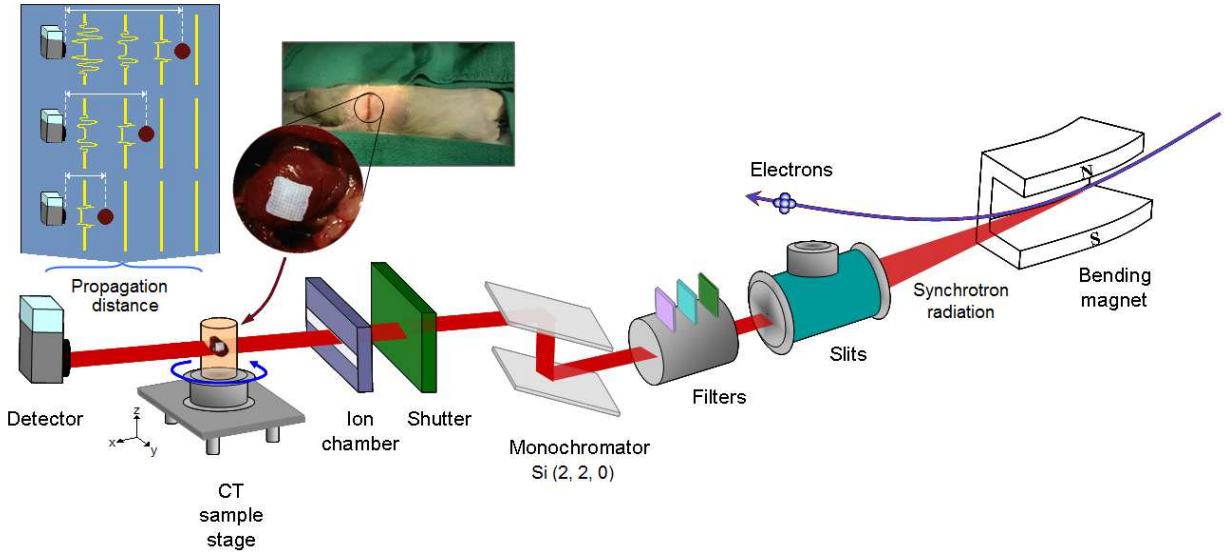 Propagation
distance
Electrons
N
S
Bending
magnet
Synchrotron
radiation
Slits
Filters
Monochromator
Si (2, 2, 0)
Shutter
Ion
chamber
Detector
z
x
y
CT
sample
stage